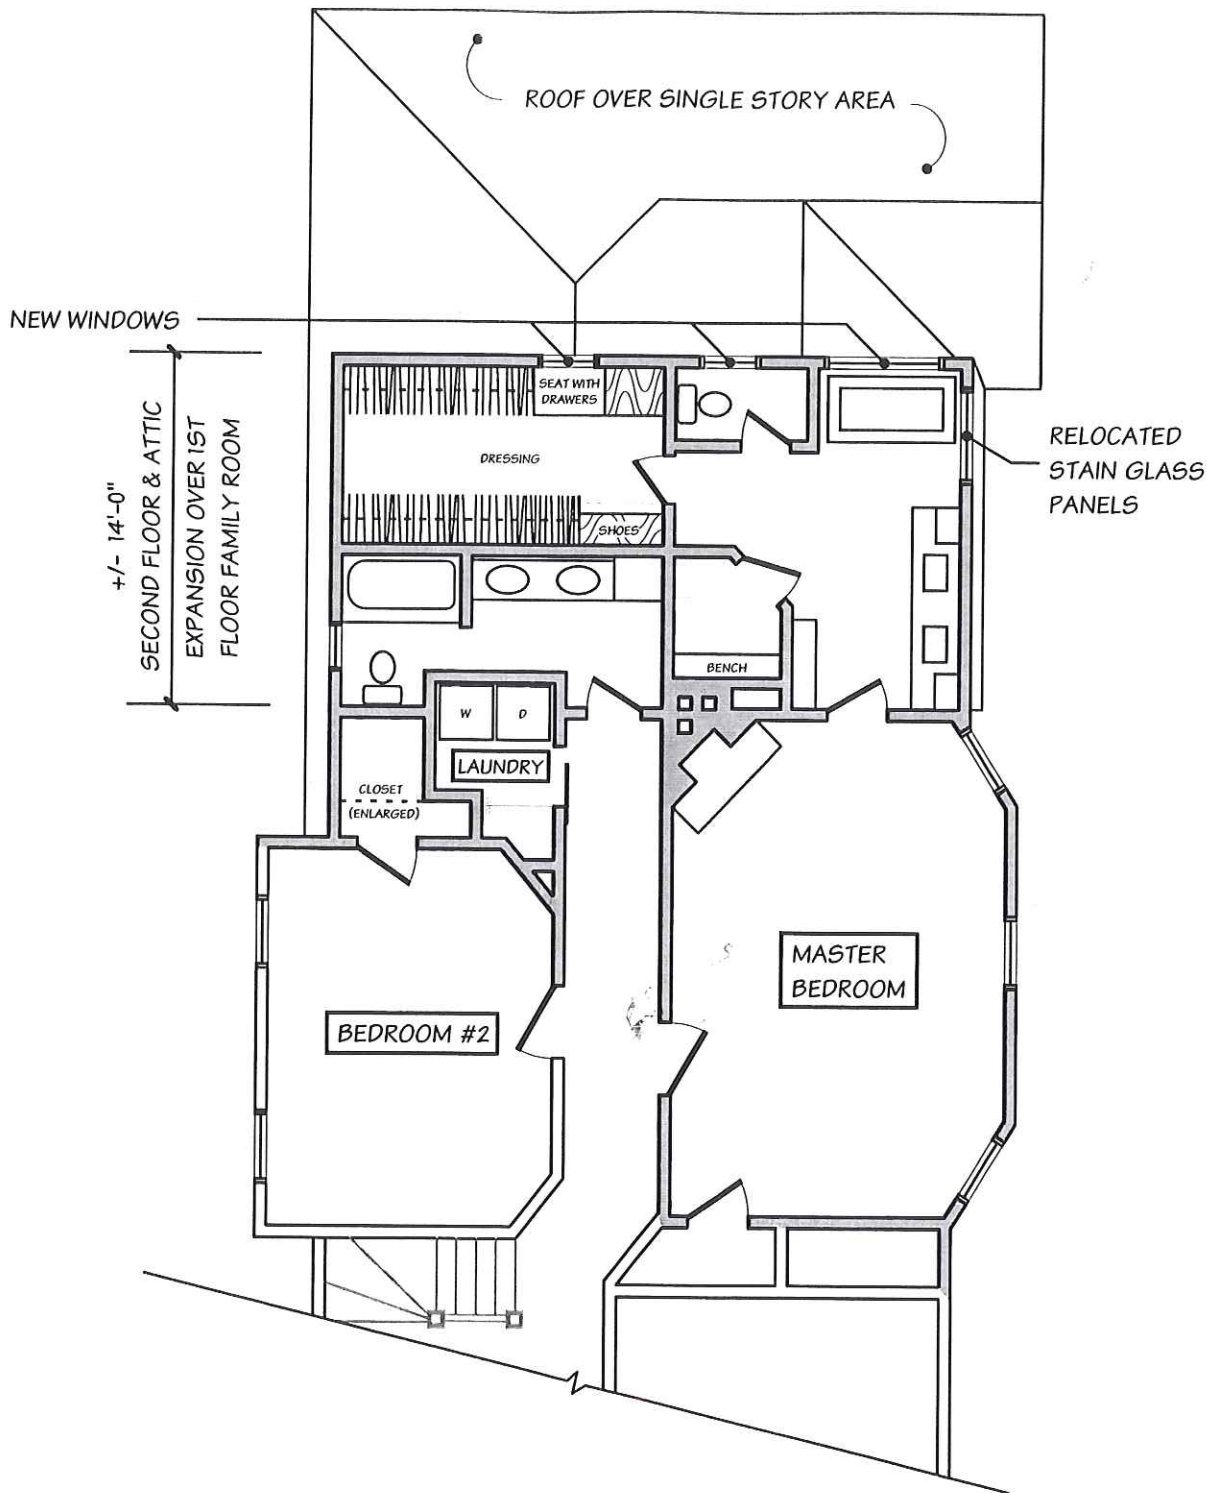 ROOF OVER SINGLE STORY AREA
NEW WINDOWS
+/- 14'-0"
SECOND FLOOR & ATTIC
EXPANSION OVER 1ST
FLOOR FAMILY ROOM
SEAT WITH
DRAWERS
DRESSING
SHOES
RELOCATED
STAIN GLASS
PANELS
BENCH
W
D
LAUNDRY
CLOSET
(ENLARGED)
MASTER
BEDROOM
BEDROOM #2